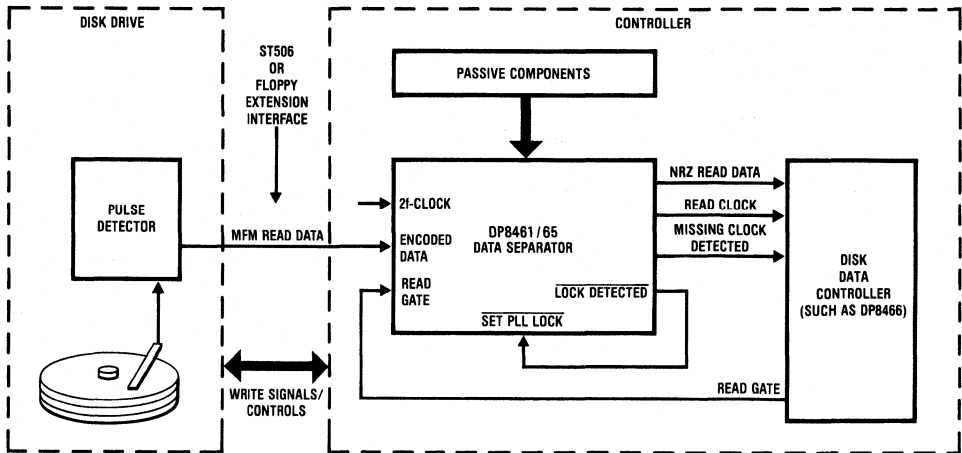 DISK DRIVE
CONTROLLER
ST506
OR
FLOPPY
EXTENSION
INTERFACE
PASSIVE COMPONENTS
PULSE
DETECTOR
MFM READ DATA
2f-CLOCK
ENCODED
DATA
READ
GATE
DP8461/65
DATA SEPARATOR
LOCK DETECTED
SET PLL LOCK
NRZ READ DATA
READ CLOCK
MISSING CLOCK
DETECTED
DISK
DATA
CONTROLLER
(SUCH AS DP8466)
READ GATE
WRITE SIGNALS/
CONTROLS